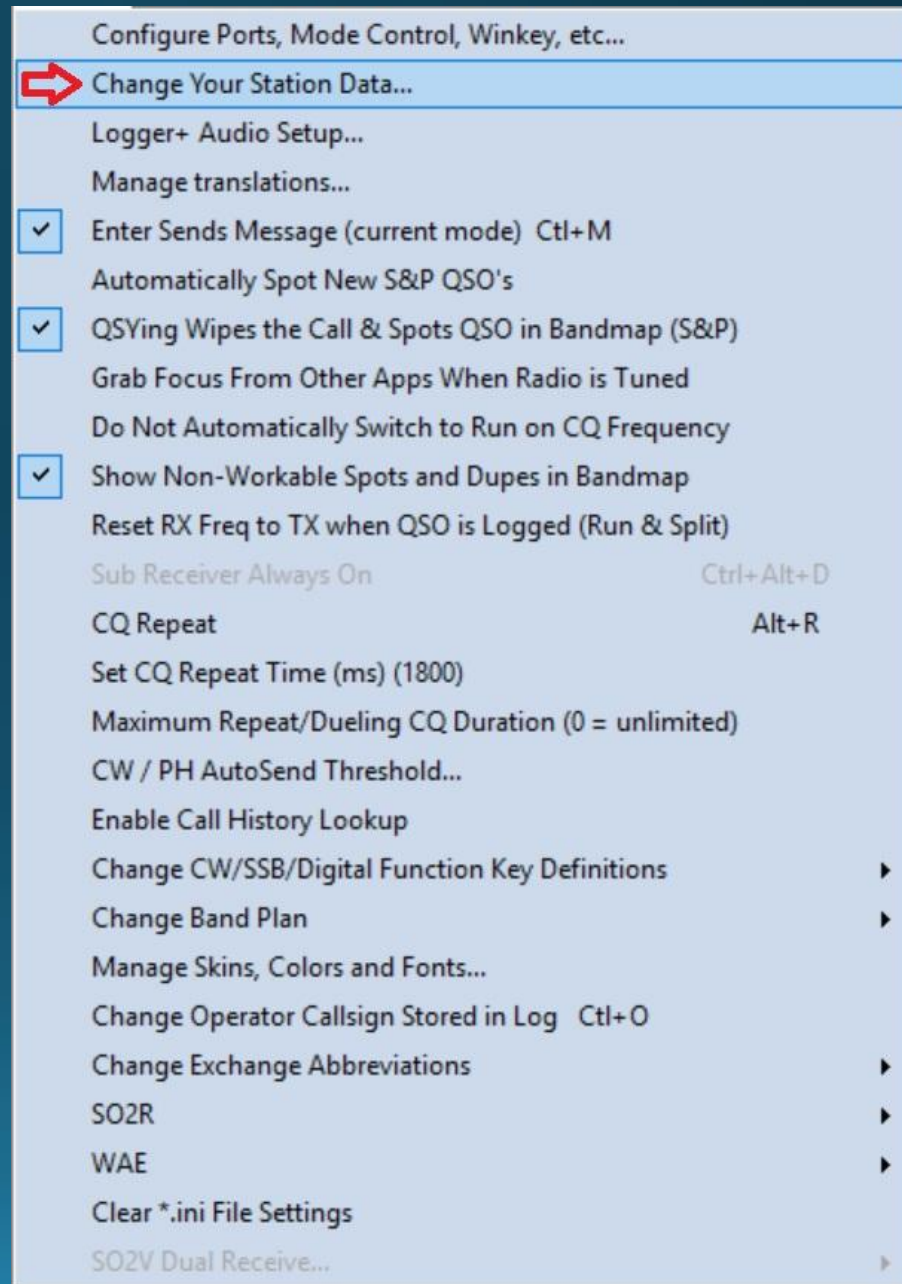 Configure Ports, Mode Control, Winkey, etc...
Change Your Station Data...
Logger+ Audio Setup...
Manage translations...
Enter Sends Message (current mode) Ctl+M
Automatically Spot New S&P QSO's
QSYing Wipes the Call & Spots QSO in Bandmap (S&P)
Grab Focus From Other Apps When Radio is Tuned
Do Not Automatically Switch to Run on CQ Frequency
Show Non-Workable Spots and Dupes in Bandmap
Reset RX Freq to TX when QSO is Logged (Run & Split)
Sub Receiver Always On Ctrl+Alt+D
CQ Repeat Alt+R
Set CQ Repeat Time (ms) (1800)
Maximum Repeat/Dueling CQ Duration (0 = unlimited)
CW / PH AutoSend Threshold...
Enable Call History Lookup
Change CW/SSB/Digital Function Key Definitions
Change Band Plan
Manage Skins, Colors and Fonts...
Change Operator Callsign Stored in Log Ctl+O
Change Exchange Abbreviations
SO2R
WAE
Clear *.ini File Settings
SO2V Dual Receive...